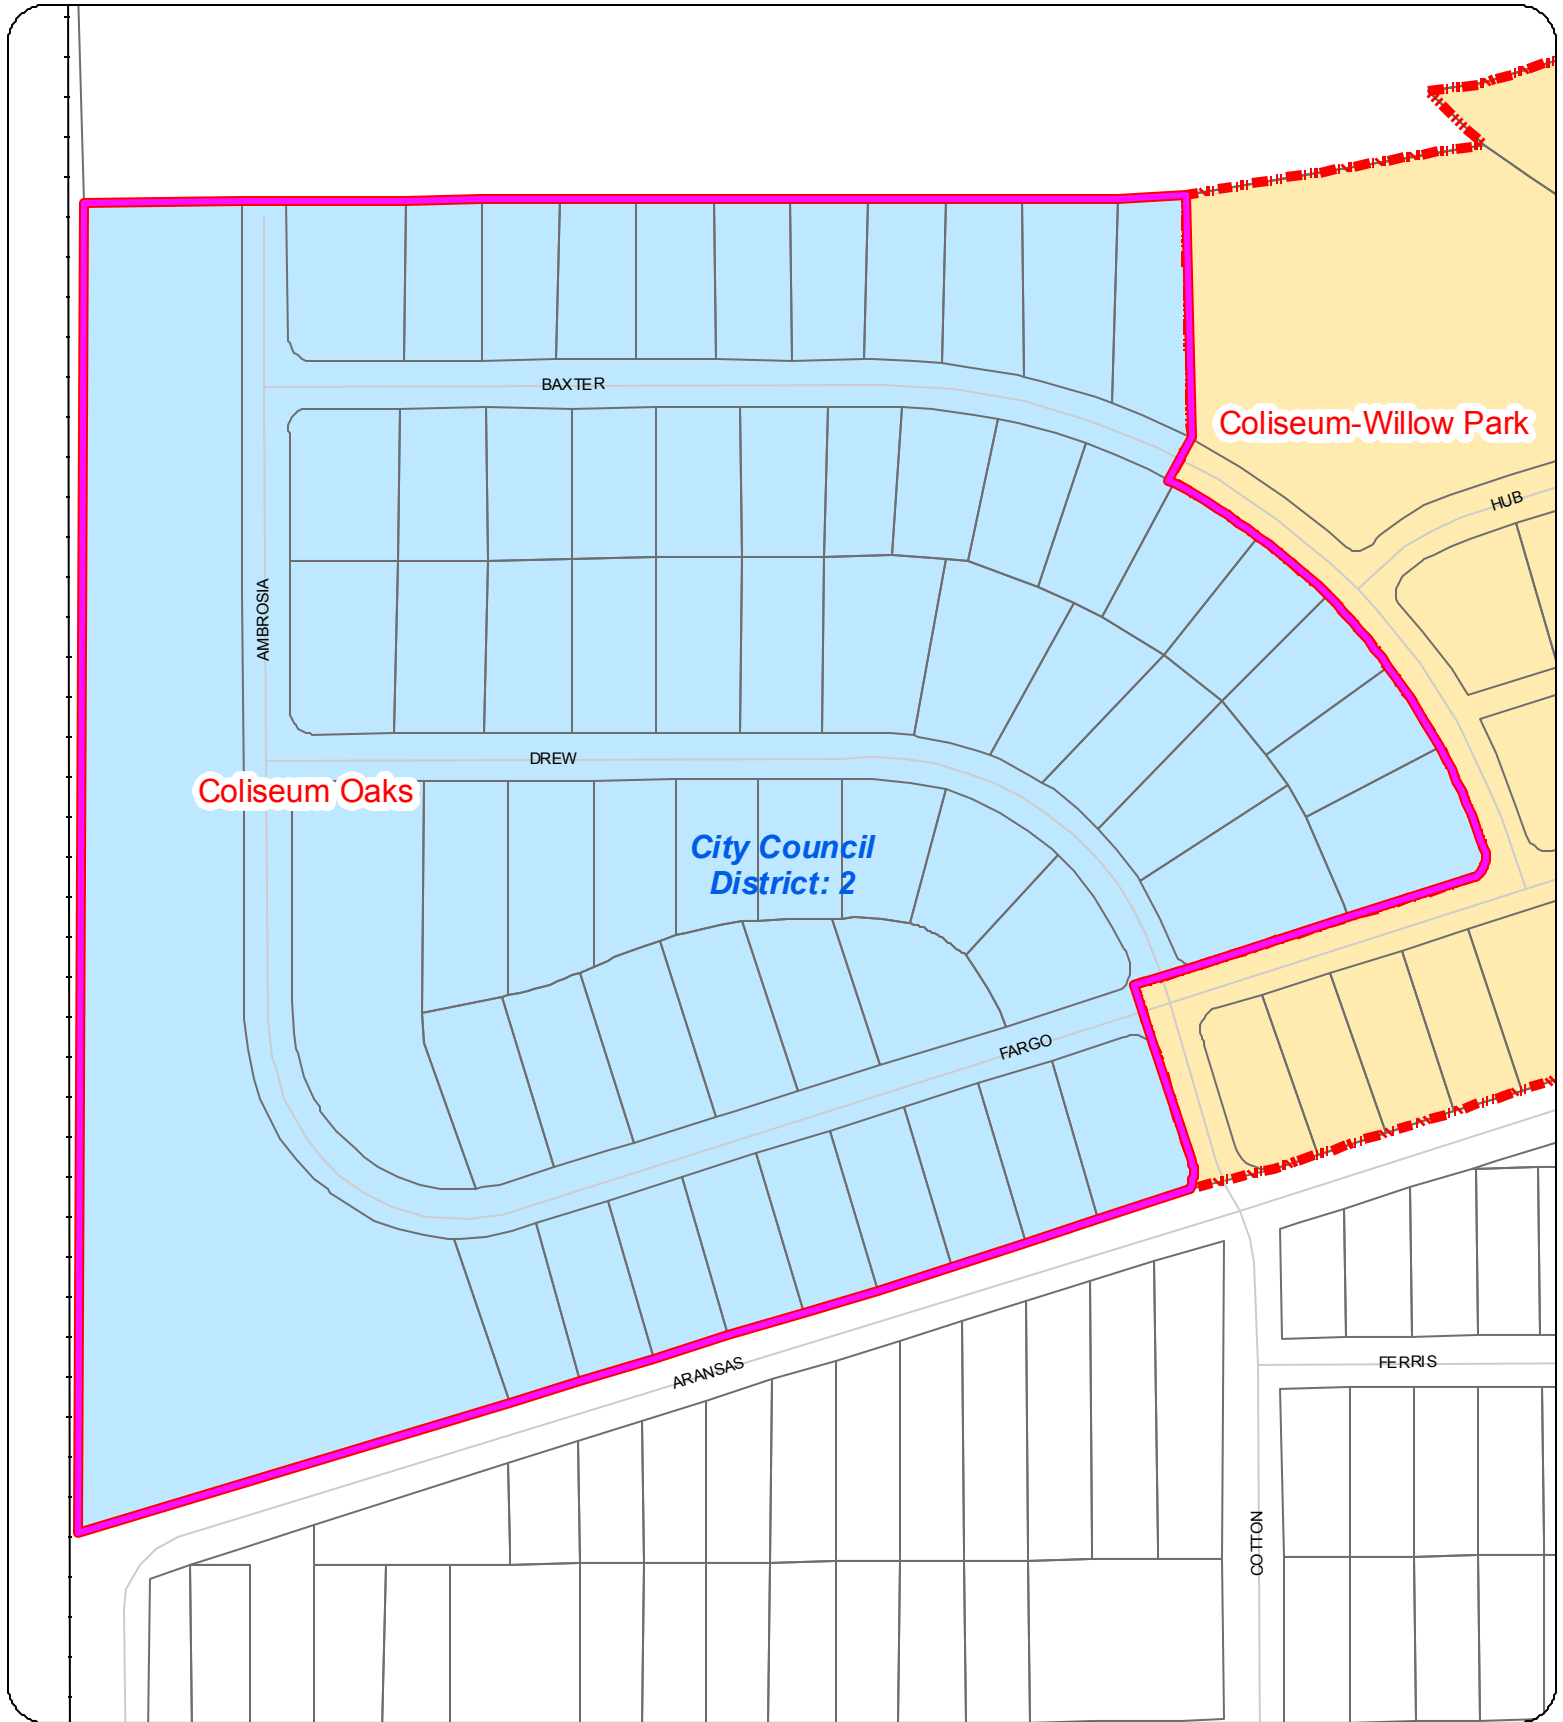 BAXTER
Coliseum-Willow Park
HUB
AMBROSIA
DREW
Coliseum Oaks
City Council
District: 2
FARGO
ARANSAS
FERRIS
COTTON